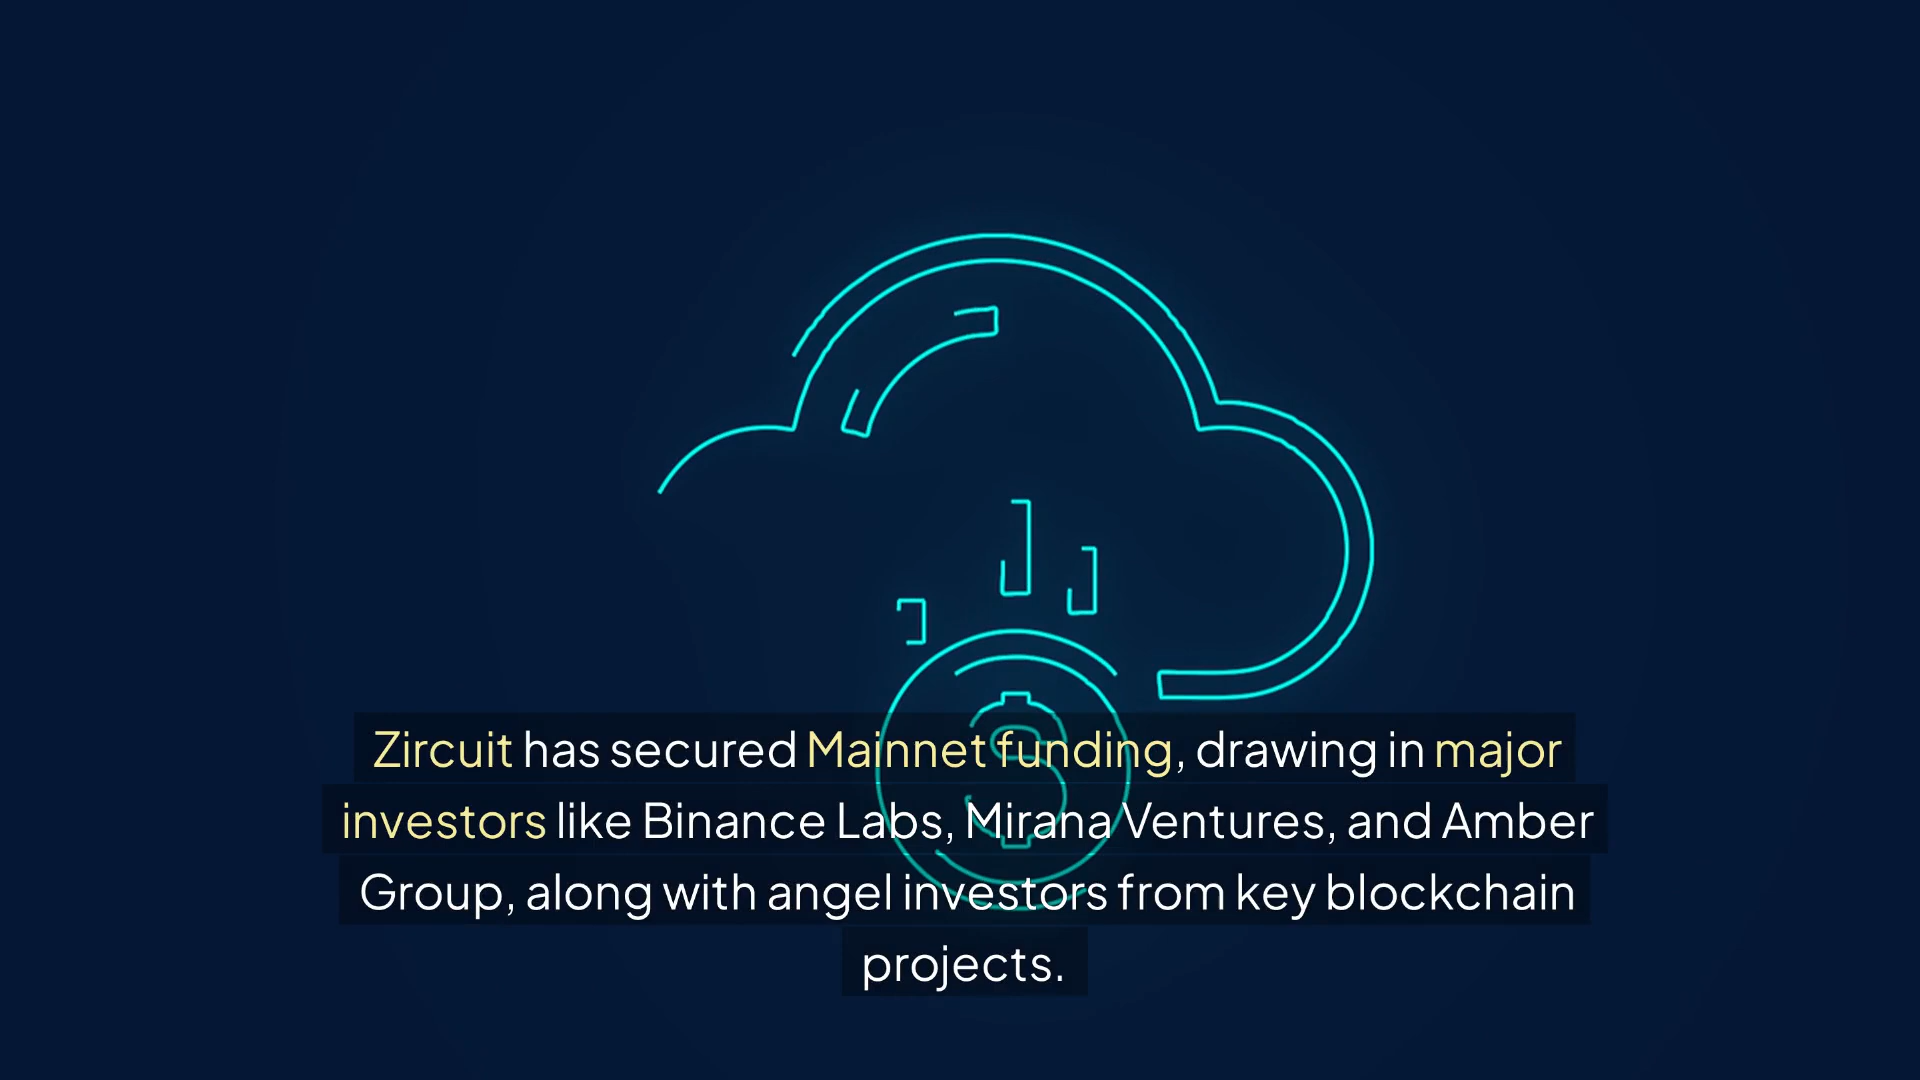 Zircuit has secured Mainnet funding, drawing in major
investors like Binance Labs, Mirana Ventures, and Amber
Group, along with angel investors from key blockchain
projects.
$